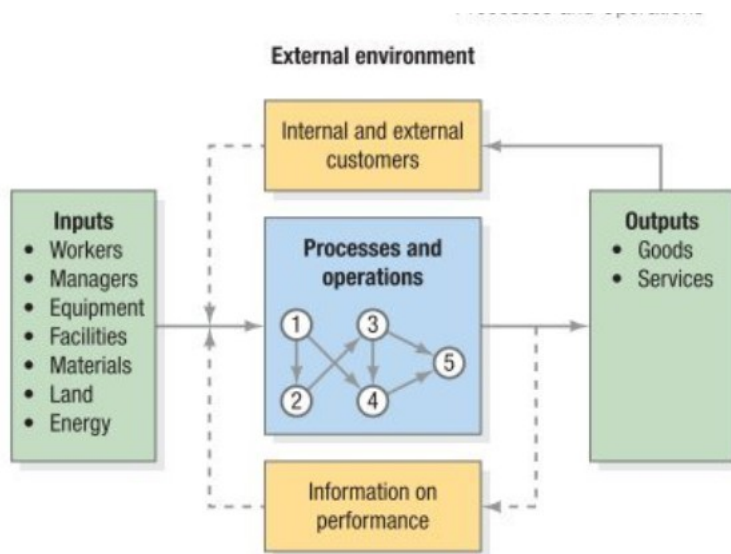 External environment
Internal and external
customers
Inputs
• Workers
• Managers
• Equipment
• Facilities
• Materials
• Land
• Energy
Processes and
operations
1
3
5
2
4
Outputs
• Goods
• Services
Information on
performance